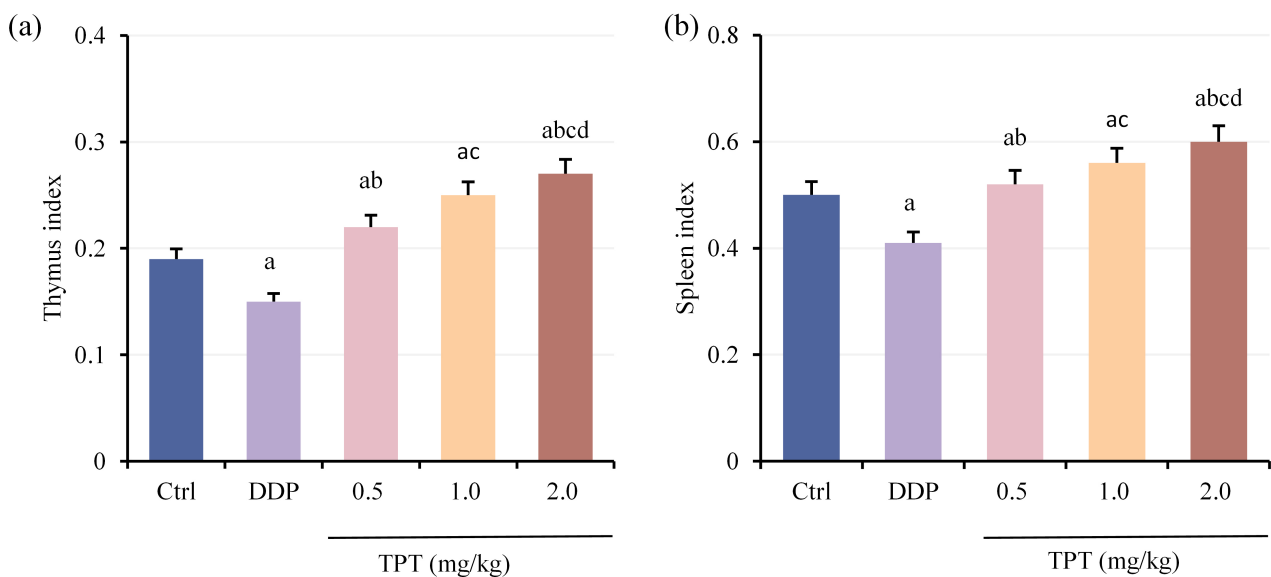 (a)
0.4
0.3
0.2
0.1
0
Thymus index
a
ab
ac
abcd
Ctrl DDP 0.5 1.0 2.0
TPT (mg/kg)
(b)
0.8
0.6
0.4
0.2
0
Spleen index
a
ab
ac
abcd
Ctrl DDP 0.5 1.0 2.0
TPT (mg/kg)